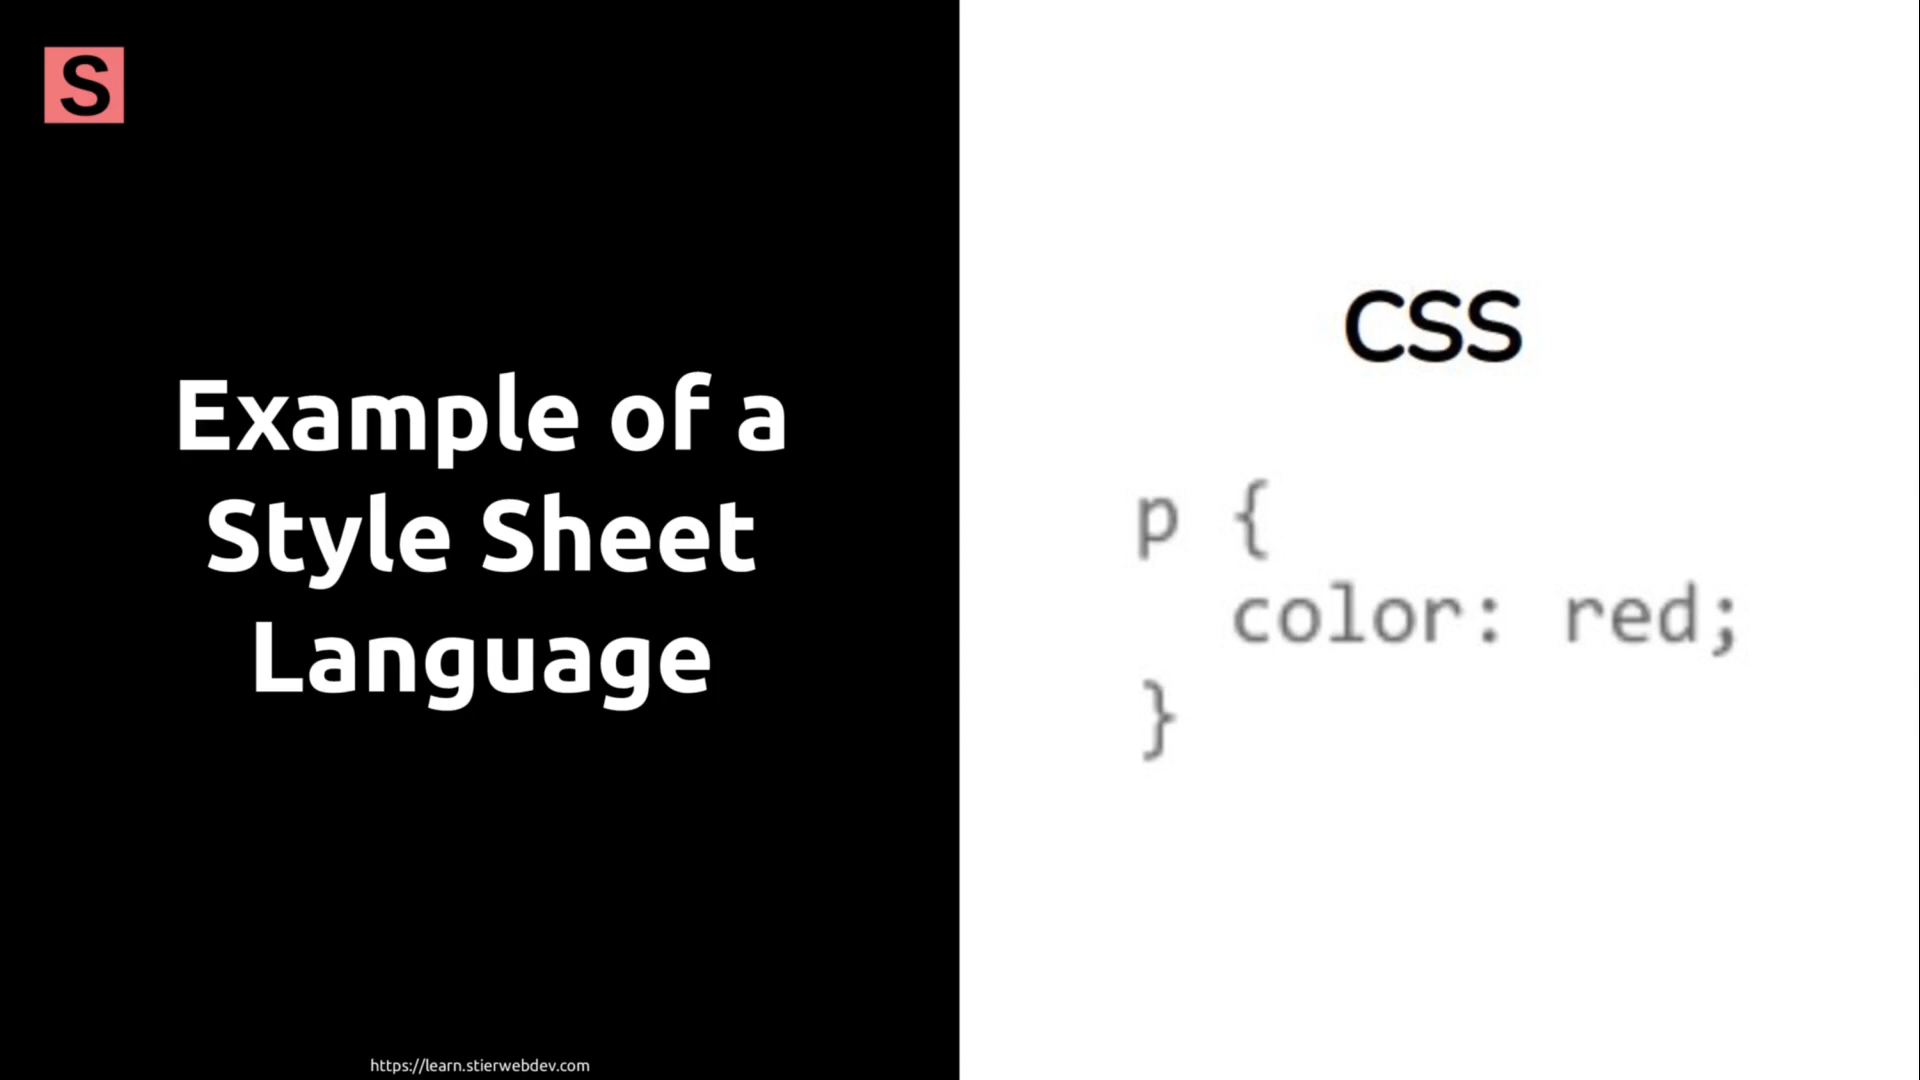 S
Example of a
Style Sheet
Language
https://learn.stierwebdev.com
CSS
p {
  color: red;
}